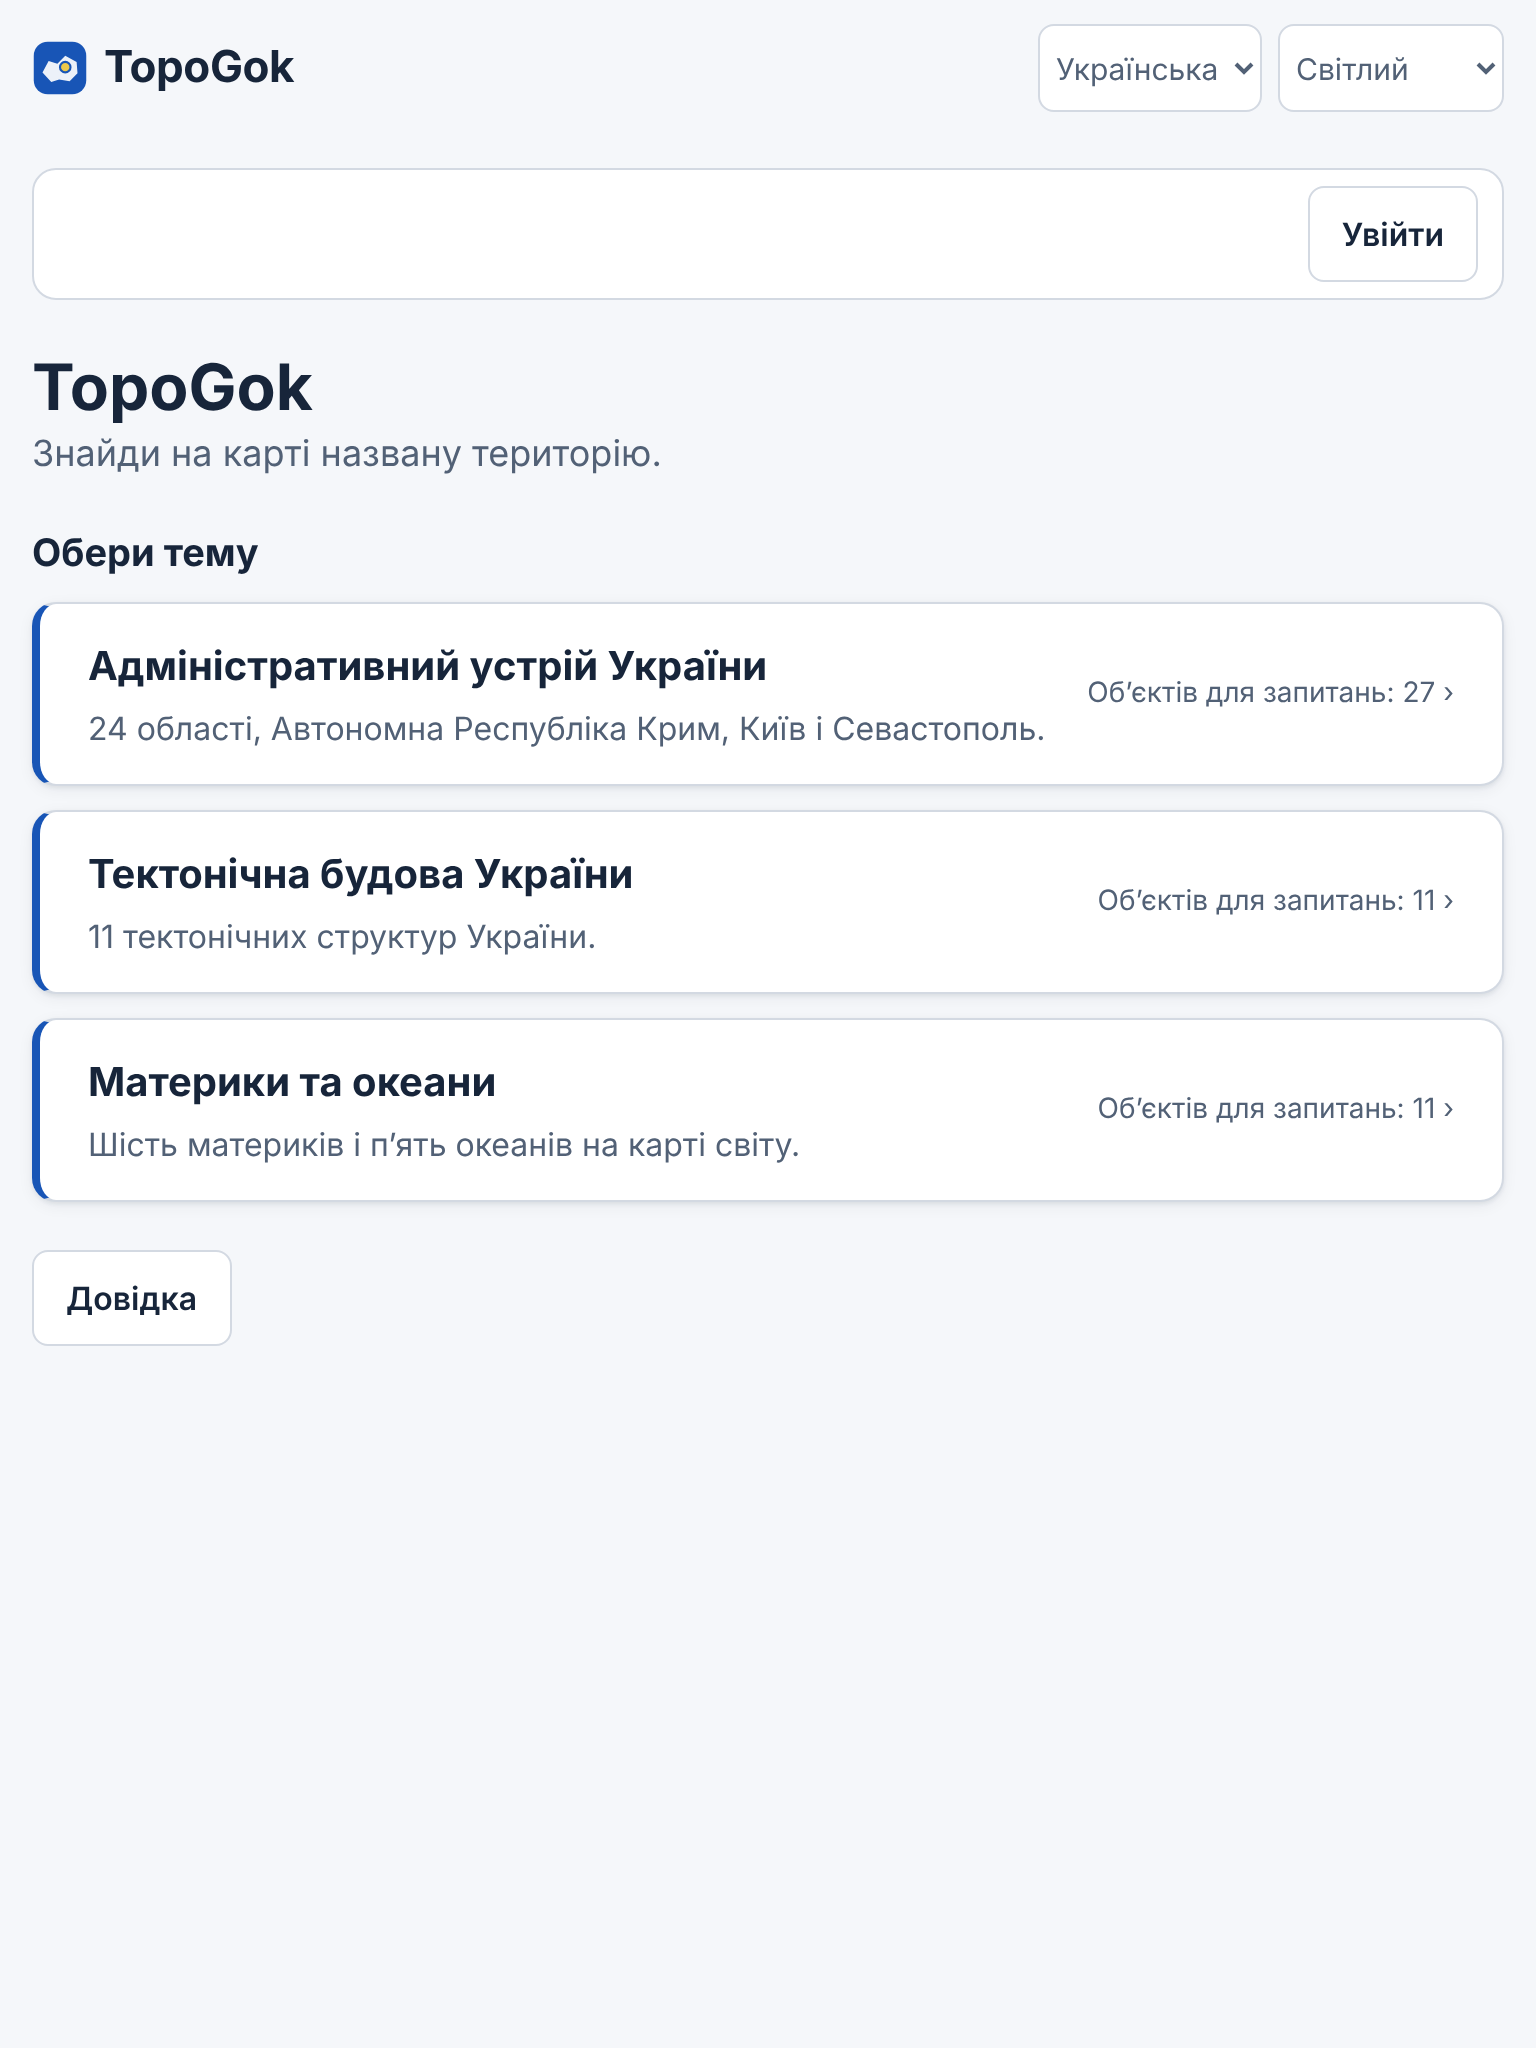 TopoGok
Українська
Світлий
Увійти
TopoGok
Знайди на карті названу територію.
Обери тему
Адміністративний устрій України
24 області, Автономна Республіка Крим, Київ і Севастополь.
Об’єктів для запитань: 27 ›
Тектонічна будова України
11 тектонічних структур України.
Об’єктів для запитань: 11 ›
Материки та океани
Шість материків і п’ять океанів на карті світу.
Об’єктів для запитань: 11 ›
Довідка